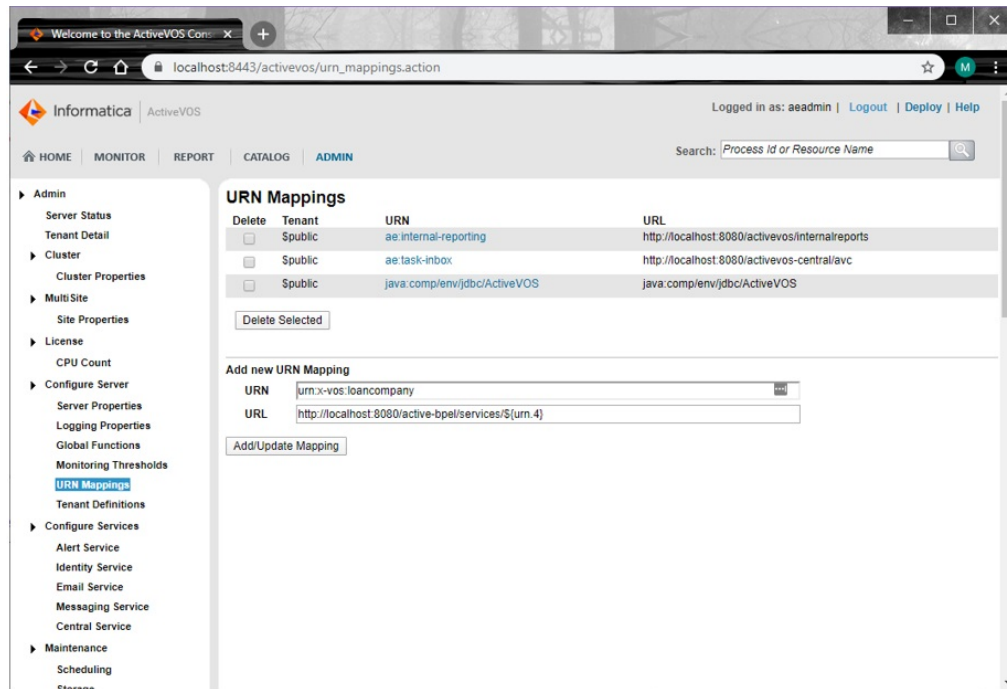 Welcome to the ActiveVOS Cons
localhost:8443/activevos/urn_mappings.action
M
Informatica ActiveVOS
Logged in as: aeadmin | Logout | Deploy | Help
HOME MONITOR REPORT CATALOG ADMIN
Search: Process Id or Resource Name
Admin
Server Status
Tenant Detail
Cluster
Cluster Properties
MultiSite
Site Properties
License
CPU Count
Configure Server
Server Properties
Logging Properties
Global Functions
Monitoring Thresholds
URN Mappings
Tenant Definitions
Configure Services
Alert Service
Identity Service
Email Service
Messaging Service
Central Service
Maintenance
Scheduling
Storage
URN Mappings
Delete Tenant URN URL
$public ae:internal-reporting http://localhost:8080/activevos/internalreports
$public ae:task-inbox http://localhost:8080/activevos-central/avc
$public java:comp/env/jdbc/ActiveVOS java:comp/env/jdbc/ActiveVOS
Delete Selected
Add new URN Mapping
URN urn:x-vos:loancompany
URL http://localhost:8080/active-bpel/services/${urn.4}
Add/Update Mapping